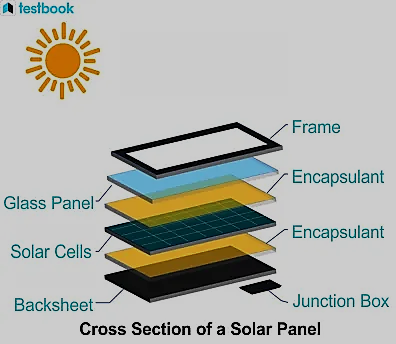 testbook
Frame
Encapsulant
Glass Panel
Encapsulant
Solar Cells
Backsheet
Junction Box
Cross Section of a Solar Panel